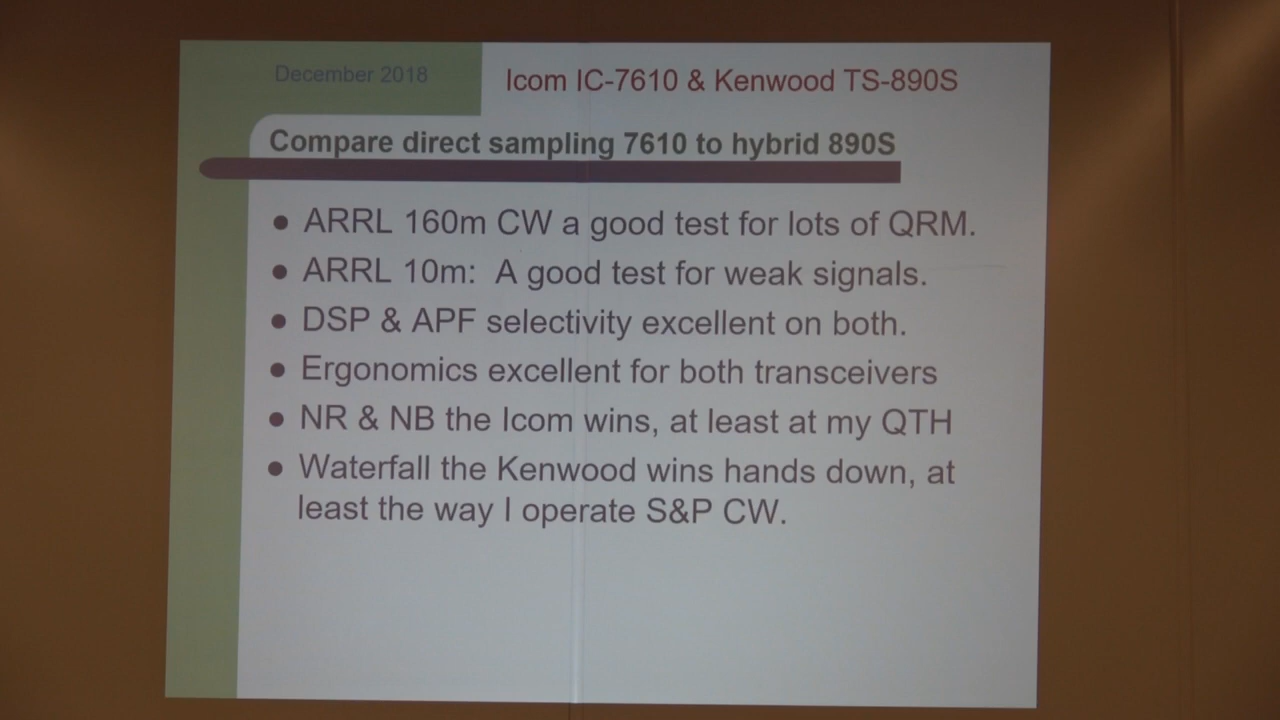 December 2018
Icom IC-7610 & Kenwood TS-890S
Compare direct sampling 7610 to hybrid 890S
● ARRL 160m CW a good test for lots of QRM.
● ARRL 10m:  A good test for weak signals.
● DSP & APF selectivity excellent on both.
● Ergonomics excellent for both transceivers
● NR & NB the Icom wins, at least at my QTH
● Waterfall the Kenwood wins hands down, at
least the way I operate S&P CW.